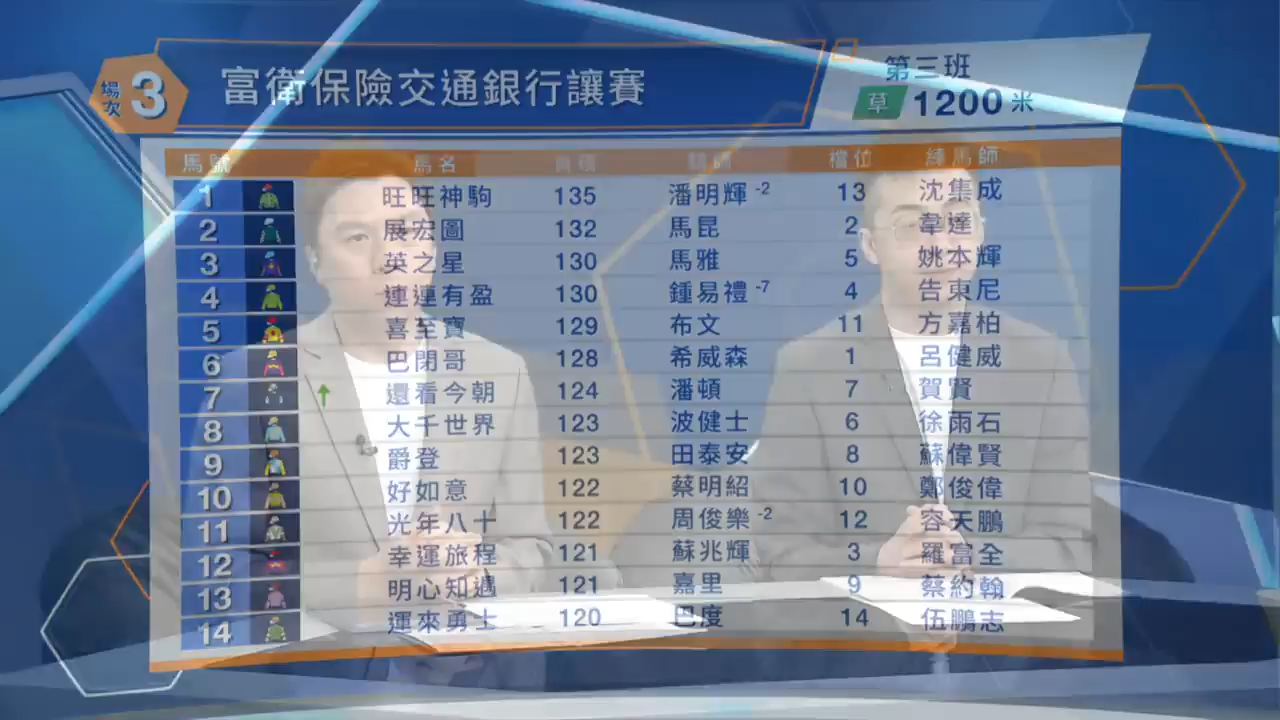 場次 3 富衛保險交通銀行讓賽 第三班
草 1200 米
馬號 馬名 負磅 騎師 檔位 練馬師
1 旺旺神駒 135 潘明輝 -2 13 沈集成
2 展宏圖 132 馬昆 2 韋達
3 英之星 130 馬雅 5 姚本輝
4 連連有盈 130 鍾易禮 -7 4 告東尼
5 喜至寶 129 布文 11 方嘉柏
6 巴閉哥 128 希威森 1 呂健威
7 還看今朝 124 潘頓 7 賀賢
8 大千世界 123 波健士 6 徐雨石
9 爵登 123 田泰安 8 蘇偉賢
10 好如意 122 蔡明紹 10 鄭俊偉
11 光年八十 122 周俊樂 -2 12 容天鵬
12 幸運旅程 121 蘇兆輝 3 羅富全
13 明心知遇 121 嘉里 9 蔡約翰
14 運來勇士 120 巴度 14 伍鵬志